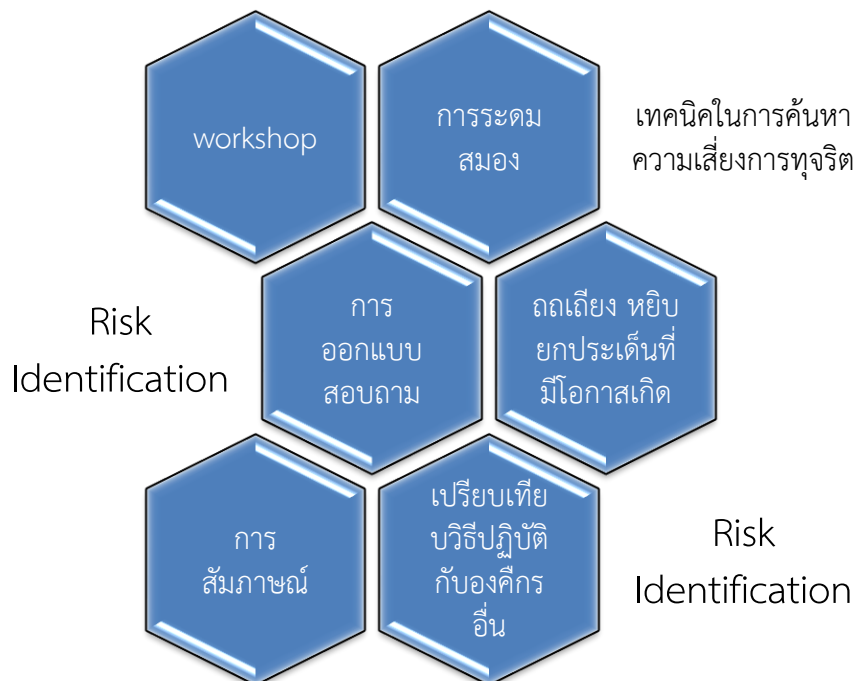 workshop
การระดม
สมอง
เทคนิคในการค้นหา
ความเสี่ยงการทุจริต
Risk
Identification
การ
ออกแบบ
สอบถาม
ถถเถียง หยิบ
ยกประเด็นที่
มีโอกาสเกิด
การ
สัมภาษณ์
เปรียบเทีย
บวิธีปฏิบัติ
กับองคืกร
อื่น
Risk
Identification